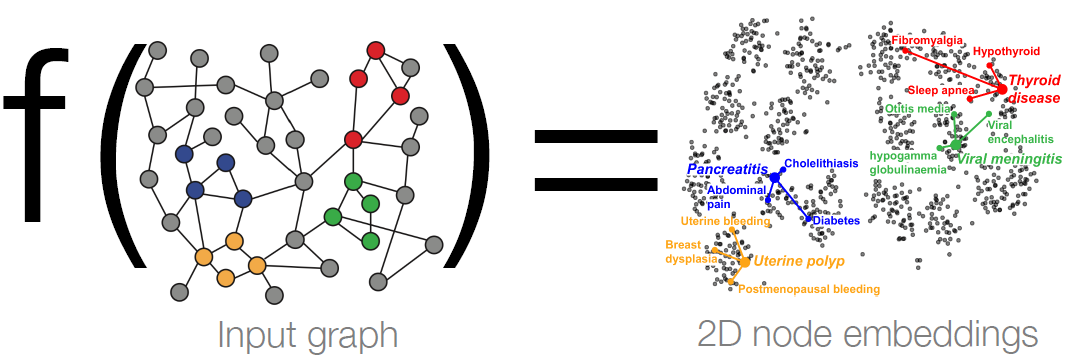 f ( ) =
Fibromyalgia
Hypothyroid
Thyroid
disease
Sleep apnea
Otitis media
Viral
encephalitis
hypogamma
globulinaemia
Viral meningitis
Pancreatitis
Cholelithiasis
Abdominal
pain
Diabetes
Uterine bleeding
Breast
dysplasia
Uterine polyp
Postmenopausal bleeding
Input graph
2D node embeddings